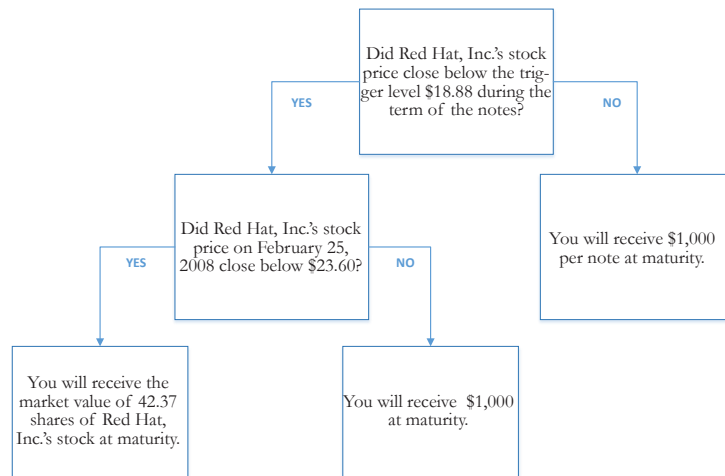 Did Red Hat, Inc.'s stock
price close below the trig-
ger level $18.88 during the
term of the notes?
YES
NO
Did Red Hat, Inc.'s stock
price on February 25,
2008 close below $23.60?
You will receive $1,000
per note at maturity.
YES
NO
You will receive the
market value of 42.37
shares of Red Hat,
Inc.'s stock at maturity.
You will receive $1,000
at maturity.